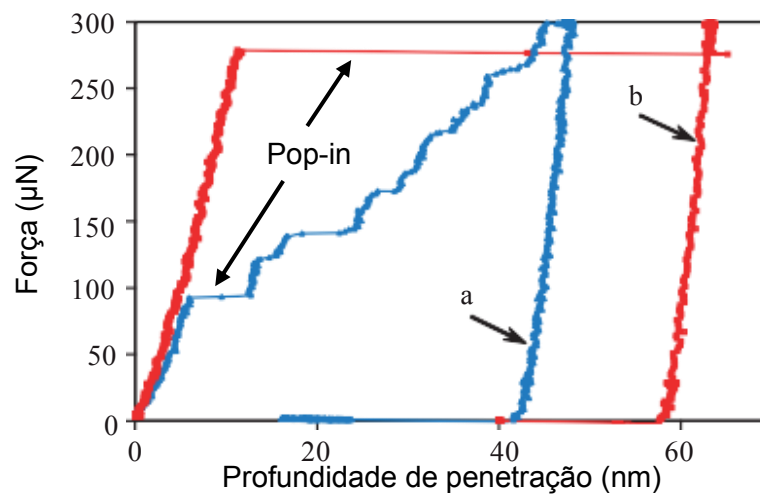 300
250
200
150
100
50
0
Força (µN)
Pop-in
a
b
0
20
40
60
Profundidade de penetração (nm)